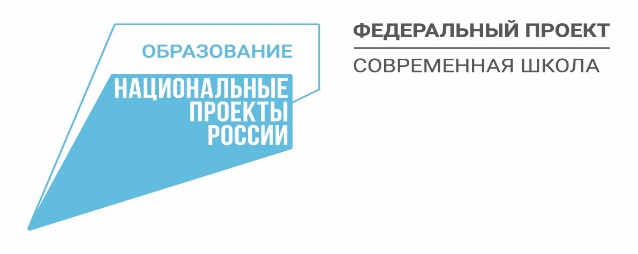 ОБРАЗОВАНИЕ
НАЦИОНАЛЬНЫЕ
ПРОЕКТЫ
РОССИИ
ФЕДЕРАЛЬНЫЙ ПРОЕКТ
СОВРЕМЕННАЯ ШКОЛА